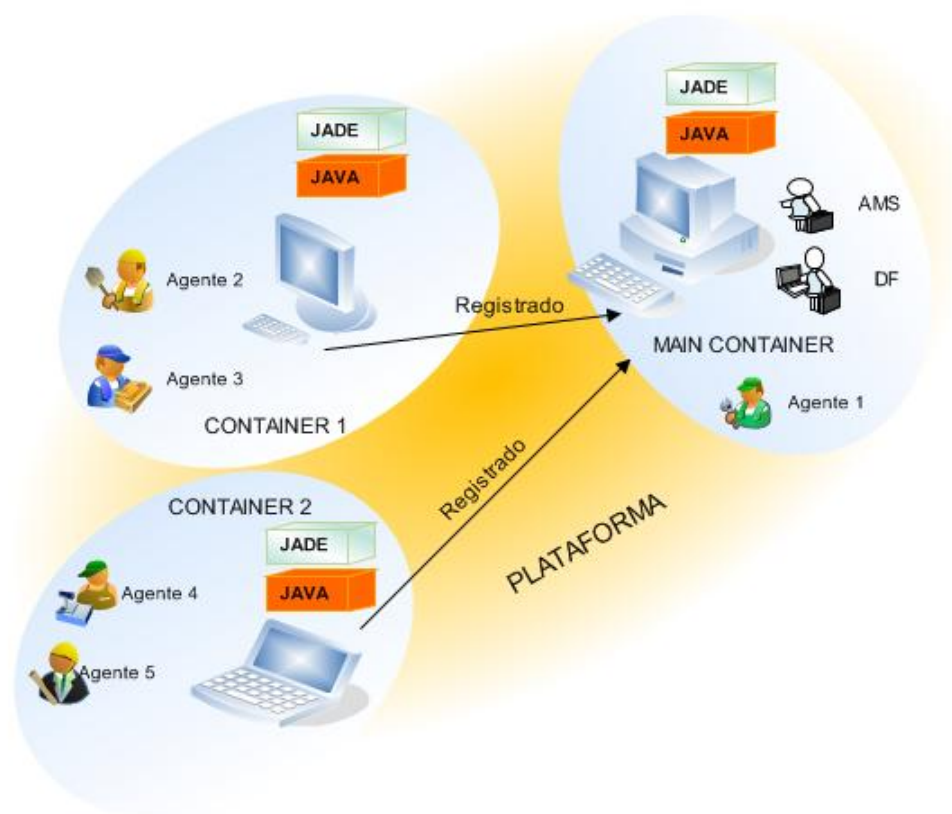 JADE
JAVA
Agente 2
Agente 3
CONTAINER 1
Registrado
JADE
JAVA
AMS
DF
MAIN CONTAINER
Agente 1
CONTAINER 2
JADE
JAVA
Agente 4
Agente 5
Registrado
PLATAFORMA